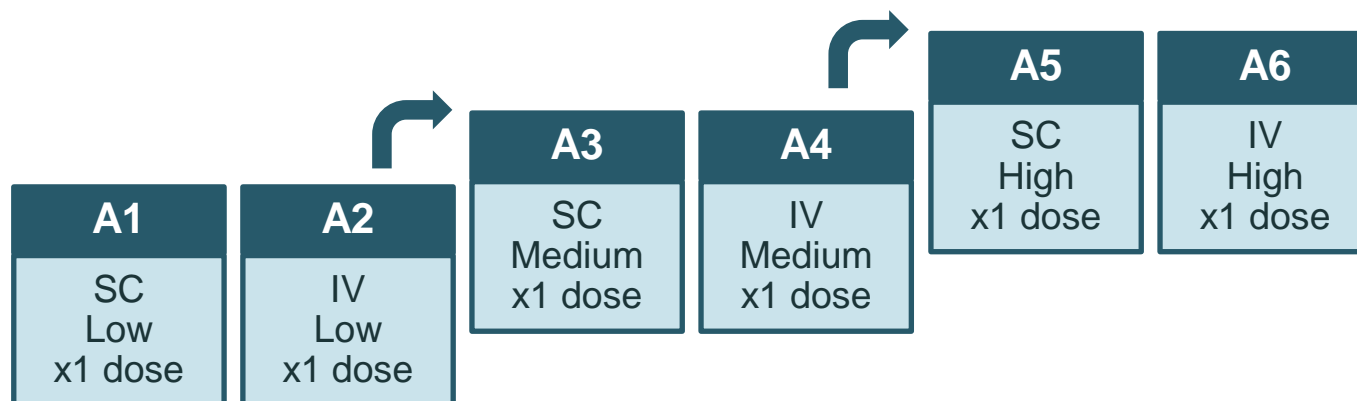 A1
SC
Low
x1 dose
A2
IV
Low
x1 dose
A3
SC
Medium
x1 dose
A4
IV
Medium
x1 dose
A5
SC
High
x1 dose
A6
IV
High
x1 dose